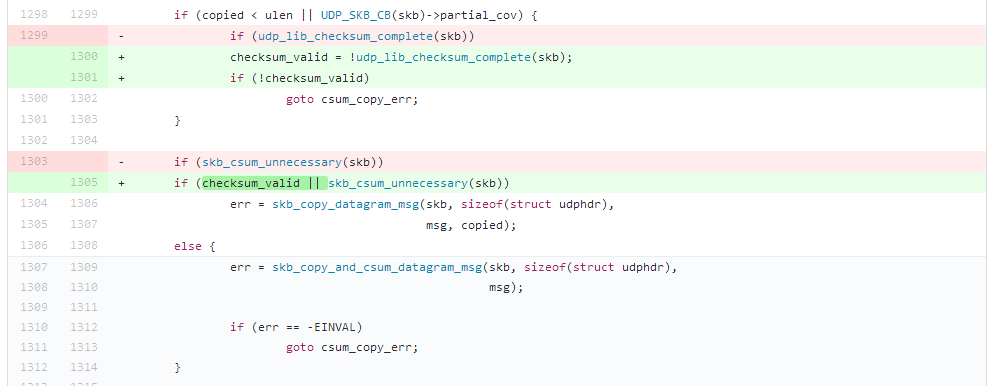 1298 1299 if (copied < ulen || UDP_SKB_CB(skb)->partial_cov) {
1299 - if (udp_lib_checksum_complete(skb))
1300 + checksum_valid = !udp_lib_checksum_complete(skb);
1301 + if (!checksum_valid)
1300 1302 goto csum_copy_err;
1301 1303 }
1302 1304
1303 - if (skb_csum_unnecessary(skb))
1305 + if (checksum_valid || skb_csum_unnecessary(skb))
1304 1306 err = skb_copy_datagram_msg(skb, sizeof(struct udphdr),
1305 1307 msg, copied);
1306 1308 else {
1307 1309 err = skb_copy_and_csum_datagram_msg(skb, sizeof(struct udphdr),
1308 1310 msg);
1309 1311
1310 1312 if (err == -EINVAL)
1311 1313 goto csum_copy_err;
1312 1314 }